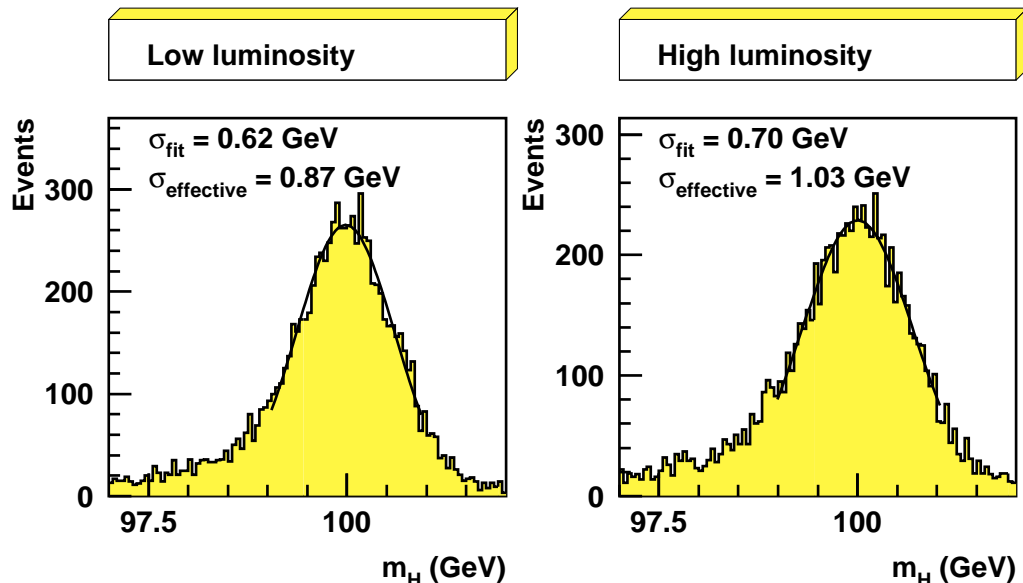 Low luminosity
σfit = 0.62 GeV
σeffective = 0.87 GeV
Events
300
200
100
0
97.5 100
mH (GeV)
High luminosity
σfit = 0.70 GeV
σeffective = 1.03 GeV
Events
300
200
100
0
97.5 100
mH (GeV)